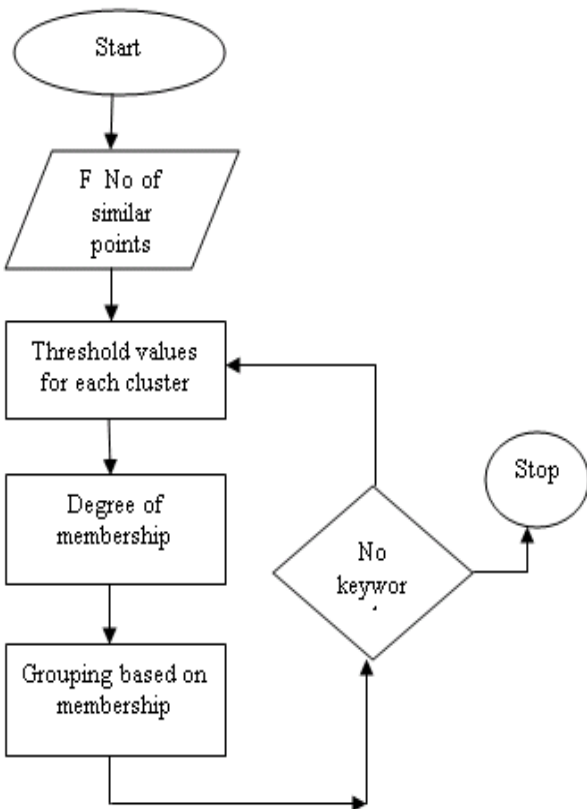 Start
F No of
similar
points
Threshold values
for each cluster
Degree of
membership
Grouping based on
membership
No
keywor
Stop